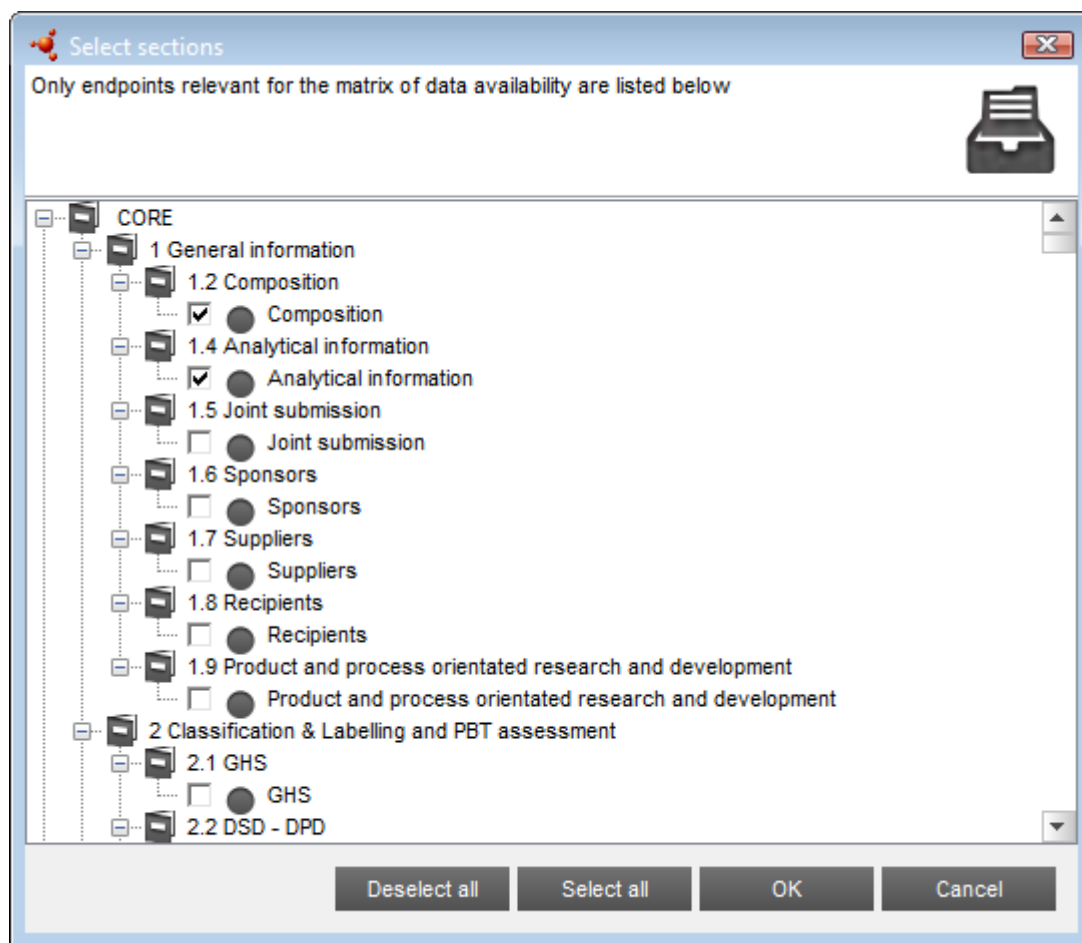 Select sections
Only endpoints relevant for the matrix of data availability are listed below
CORE
1 General information
1.2 Composition
Composition
1.4 Analytical information
Analytical information
1.5 Joint submission
Joint submission
1.6 Sponsors
Sponsors
1.7 Suppliers
Suppliers
1.8 Recipients
Recipients
1.9 Product and process orientated research and development
Product and process orientated research and development
2 Classification & Labelling and PBT assessment
2.1 GHS
GHS
2.2 DSD - DPD
Deselect all Select all OK Cancel